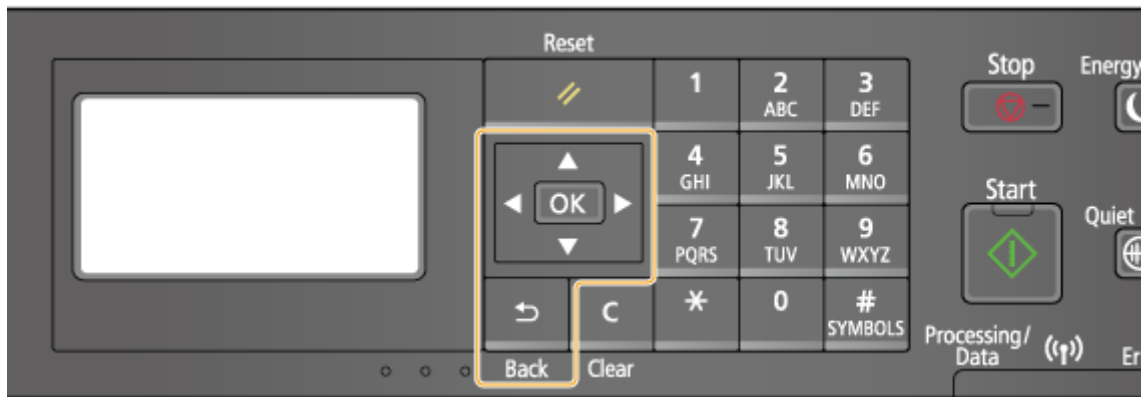 Reset
Stop
Energy
1
2
ABC
3
DEF
OK
4
GHI
5
JKL
6
MNO
Start
7
PQRS
8
TUV
9
WXYZ
Quiet
C
0
#
SYMBOLS
Back
Clear
Processing/
Data
Er